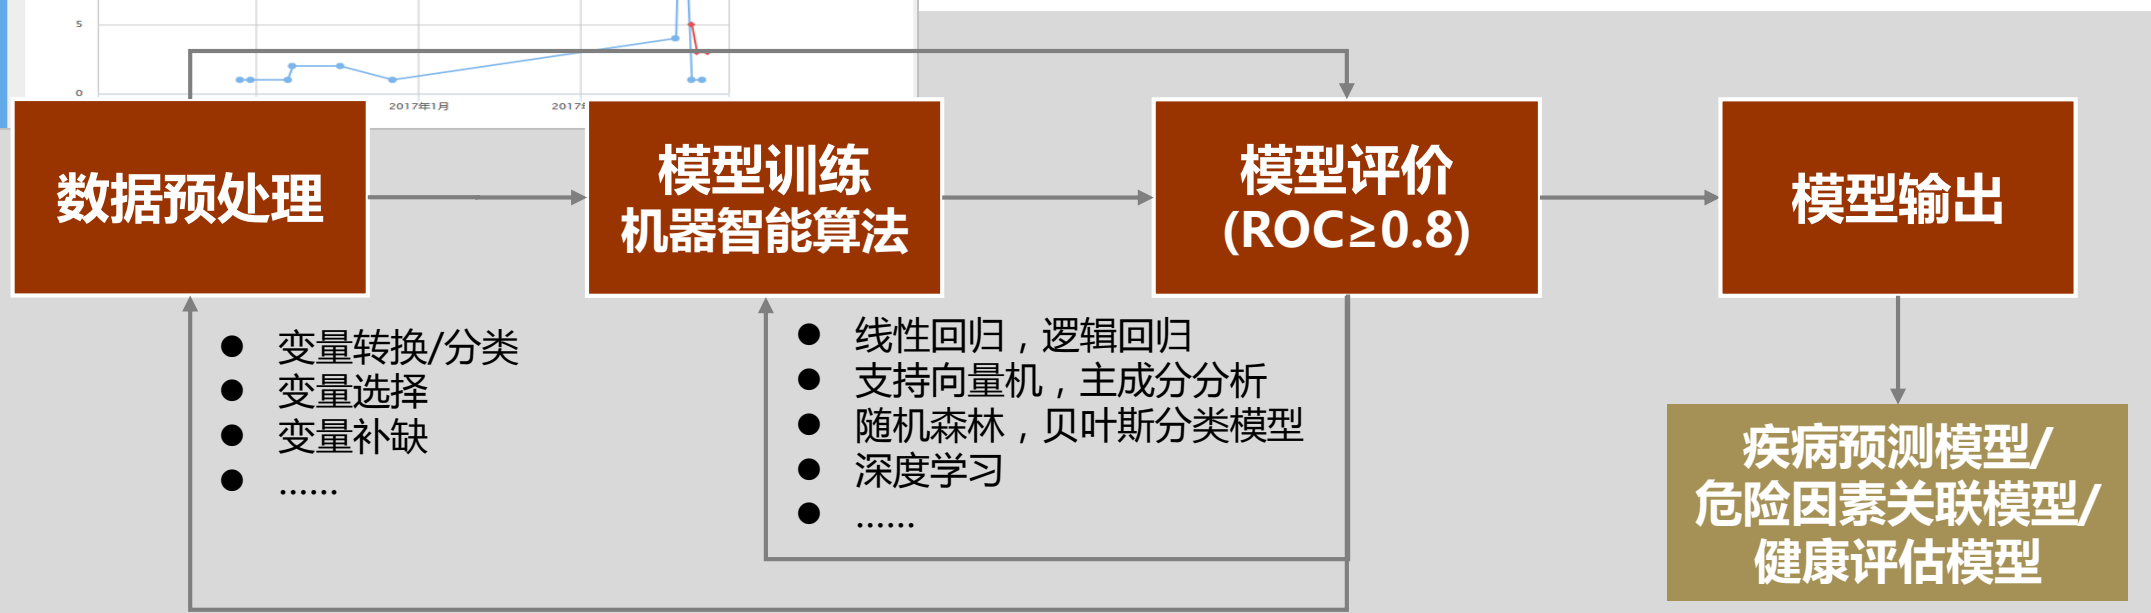 5
0
2017年1月
2017
数据预处理
模型训练
机器智能算法
模型评价
(ROC≥0.8)
模型输出
● 变量转换/分类
● 变量选择
● 变量补缺
● ......
● 线性回归，逻辑回归
● 支持向量机，主成分分析
● 随机森林，贝叶斯分类模型
● 深度学习
● ......
疾病预测模型/
危险因素关联模型/
健康评估模型